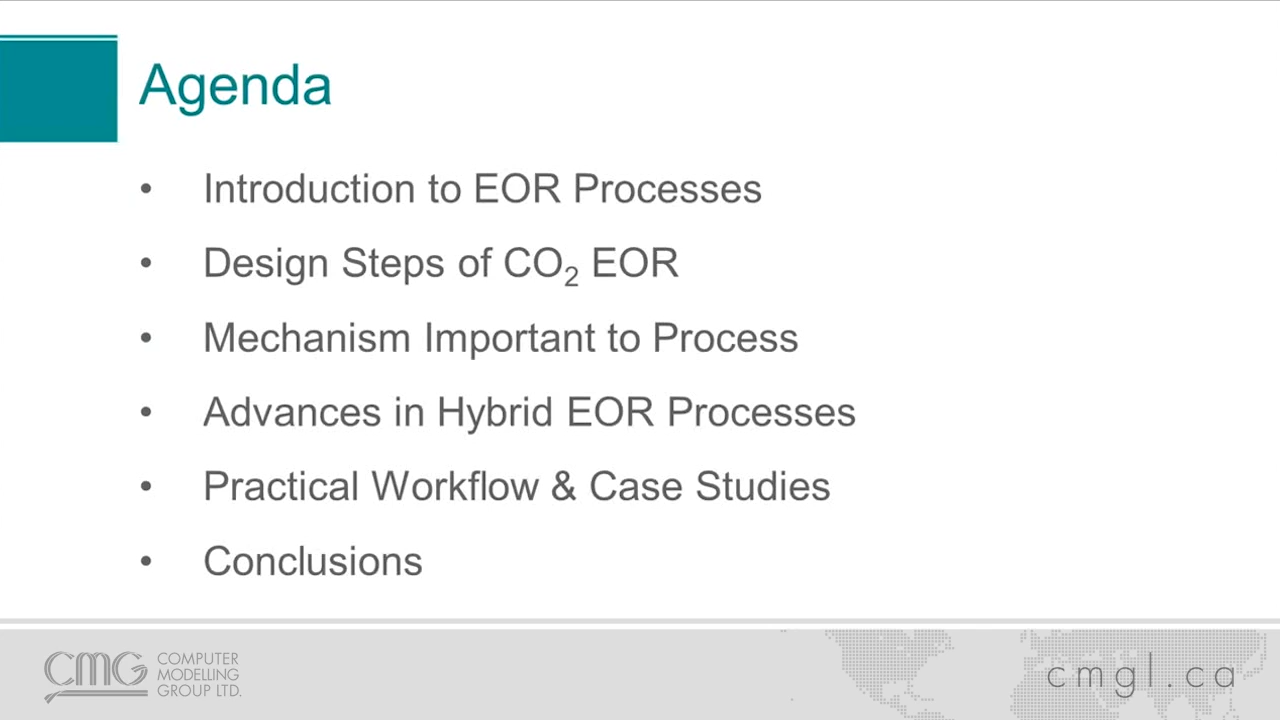 Agenda
• Introduction to EOR Processes
• Design Steps of CO₂ EOR
• Mechanism Important to Process
• Advances in Hybrid EOR Processes
• Practical Workflow & Case Studies
• Conclusions
CMG
COMPUTER
MODELLING
GROUP LTD.
cmgl.ca